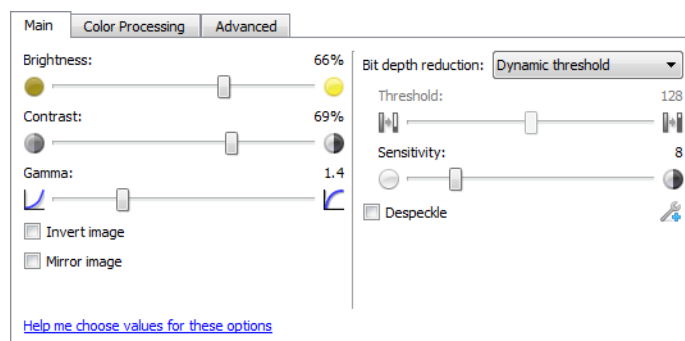 Main Color Processing Advanced
Brightness: 66%
Contrast: 69%
Gamma: 1.4
Invert image
Mirror image
Help me choose values for these options
Bit depth reduction: Dynamic threshold
Threshold: 128
Sensitivity: 8
Despeckle